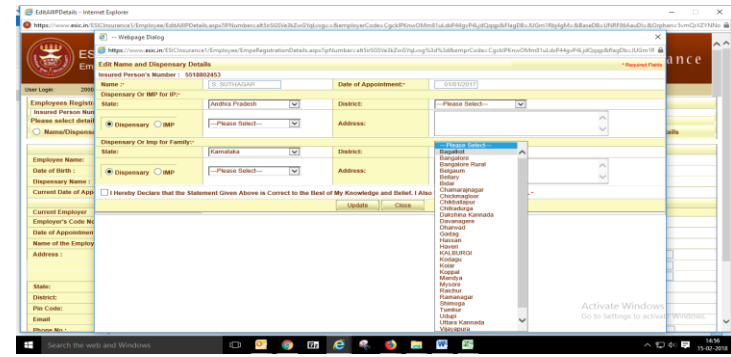 EditAllIPDetails - Internet Explorer
-- Webpage Dialog
Edit Name and Dispensary Details
* Required Fields
Insured Person's Number : 5518802453
Name :* S. SUTHAGAR Date of Appointment:* 01/01/2017
Dispensary Or IMP for IP:*
State: Andhra Pradesh District: ---Please Select---
Dispensary IMP ---Please Select--- Address:
Dispensary Or Imp for Family:*
State: Karnataka District:
Dispensary IMP ---Please Select--- Address:
---Please Select---
Bagalkot
Bangalore
Bangalore Rural
Belgaum
Bellary
Bidar
Chamarajnagar
Chickmagloor
Chikballapur
Chitradurga
Dakshina Kannada
Davanagere
Dharwad
Gadag
Hassan
Haveri
KALBURGI
Kodagu
Kolar
Koppal
Mandya
Mysore
Raichur
Ramanagar
Shimoga
Tumkur
Udupi
Uttara Kannada
Vijayapura
I Hereby Declare that the Statement Given Above is Correct to the Best of My Knowledge and Belief. I Also
Update Close
User Login
Employees Registr
Insured Person Num
Please select detail
Name/Dispensa
Employee Name:
Date of Birth :
Dispensary Name :
Current Date of App
Current Employer
Employer's Code No
Date of Appointmen
Name of the Employ
Address :
State:
District:
Pin Code:
Email
Phone No :
Activate Windows
Go to Settings to activate Windows.
Search the web and Windows
14:56
15-02-2018